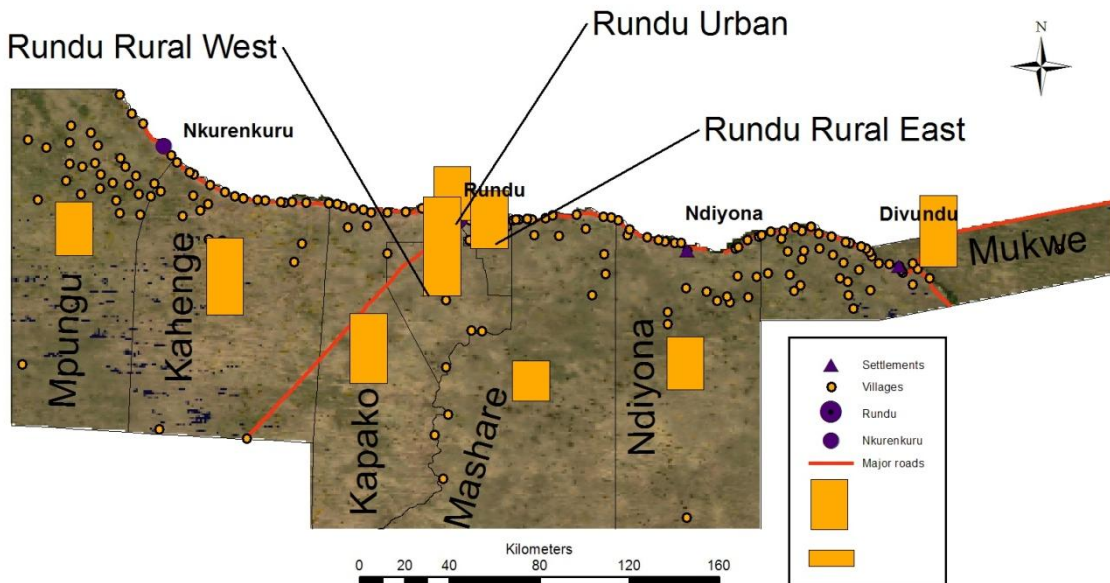 Rundu Urban
Rundu Rural West
N
Rundu Rural East
Nkurenkuru
Rundu
Ndiyona
Divundu
Mukwe
Mpungu
Kahenge
Kapako
Mashare
Ndiyona
Settlements
Villages
Rundu
Nkurenkuru
Major roads
Kilometers
0 20 40 80 120 160